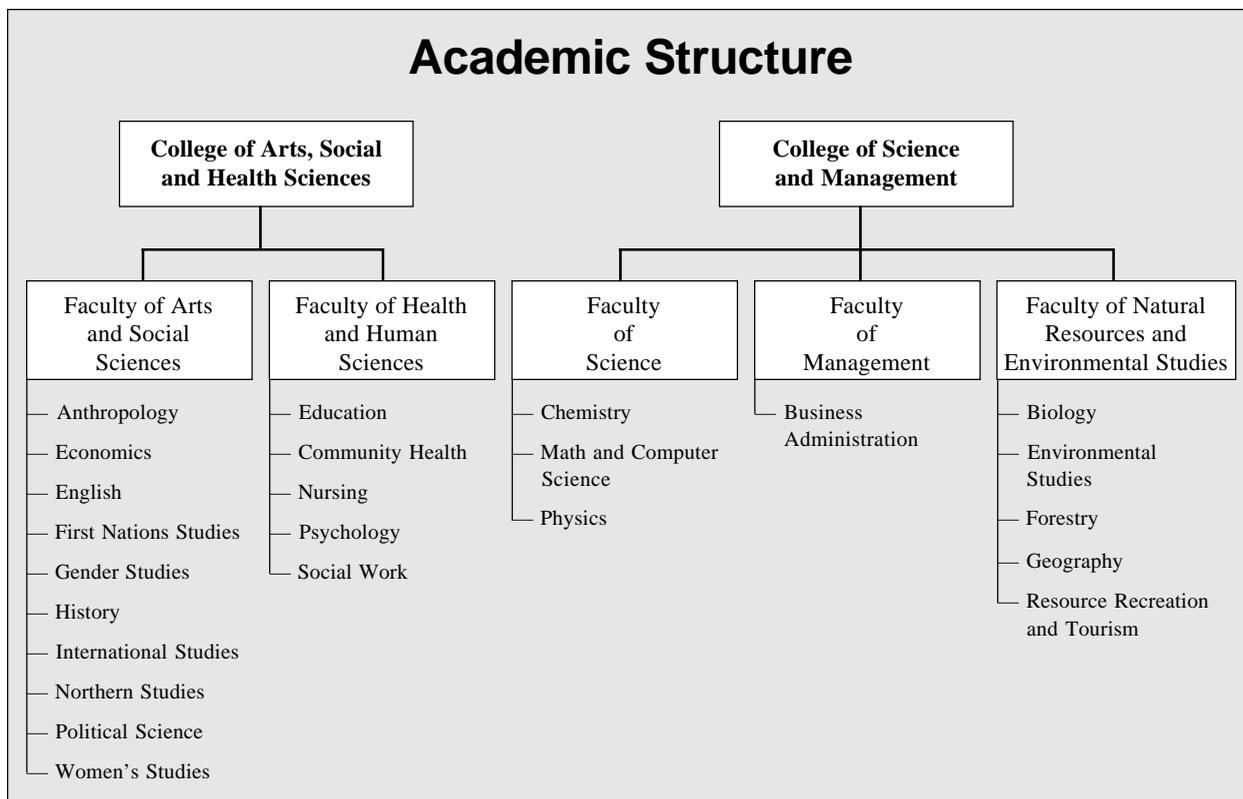 Academic Structure
College of Arts, Social
and Health Sciences
College of Science
and Management
Faculty of Arts
and Social
Sciences
Faculty of Health
and Human
Sciences
Faculty
of
Science
Faculty
of
Management
Faculty of Natural
Resources and
Environmental Studies
Anthropology
Economics
English
First Nations Studies
Gender Studies
History
International Studies
Northern Studies
Political Science
Women’s Studies
Education
Community Health
Nursing
Psychology
Social Work
Chemistry
Math and Computer
Science
Physics
Business
Administration
Biology
Environmental
Studies
Forestry
Geography
Resource Recreation
and Tourism